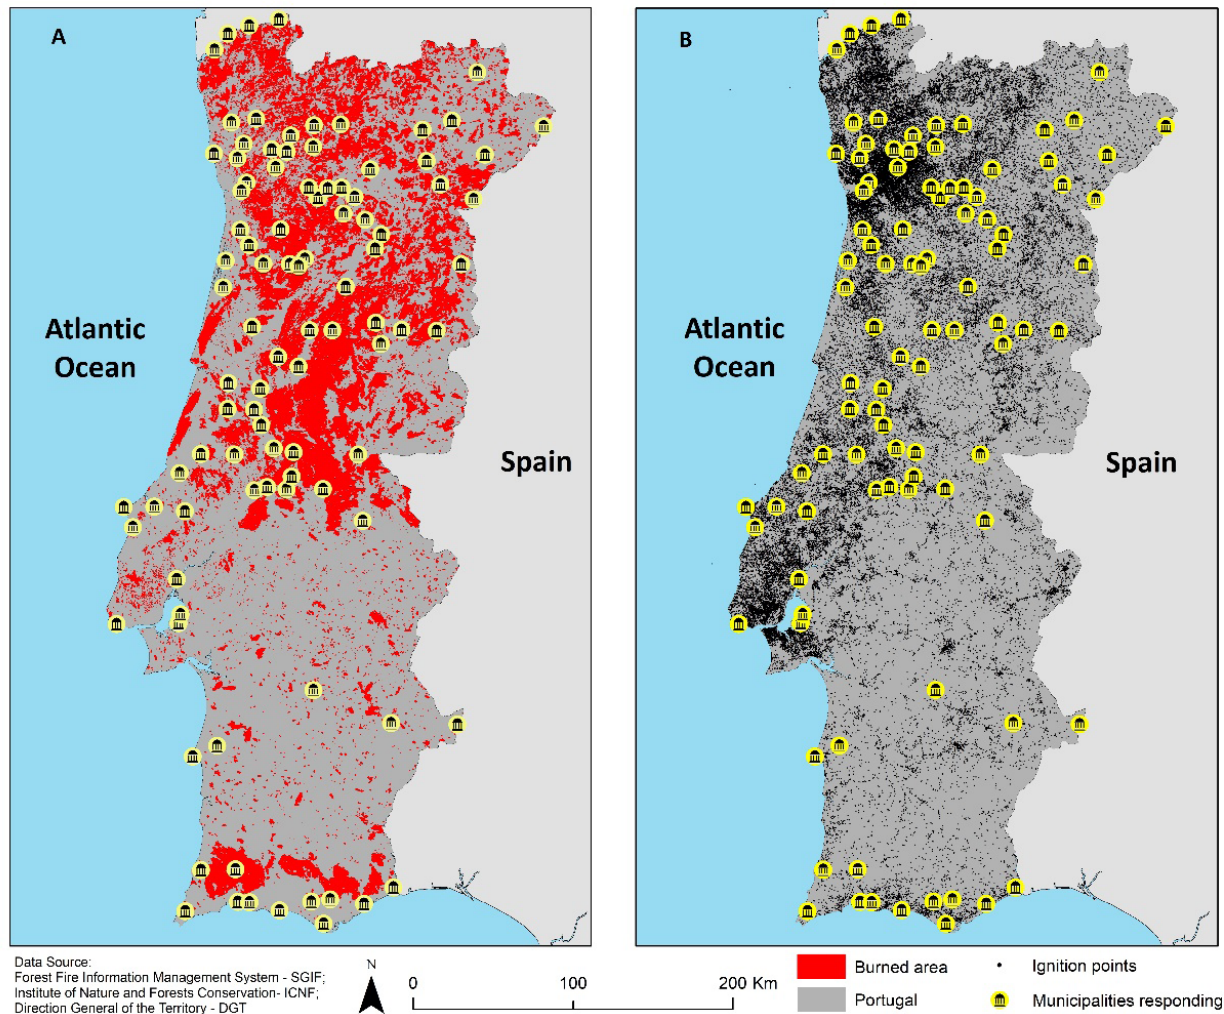 A
B
Atlantic
Ocean
Spain
Atlantic
Ocean
Spain
Data Source:
Forest Fire Information Management System - SGIF;
Institute of Nature and Forests Conservation- ICNF;
Direction General of the Territory - DGT
N
0 100 200 Km
Burned area
Portugal
Ignition points
Municipalities responding